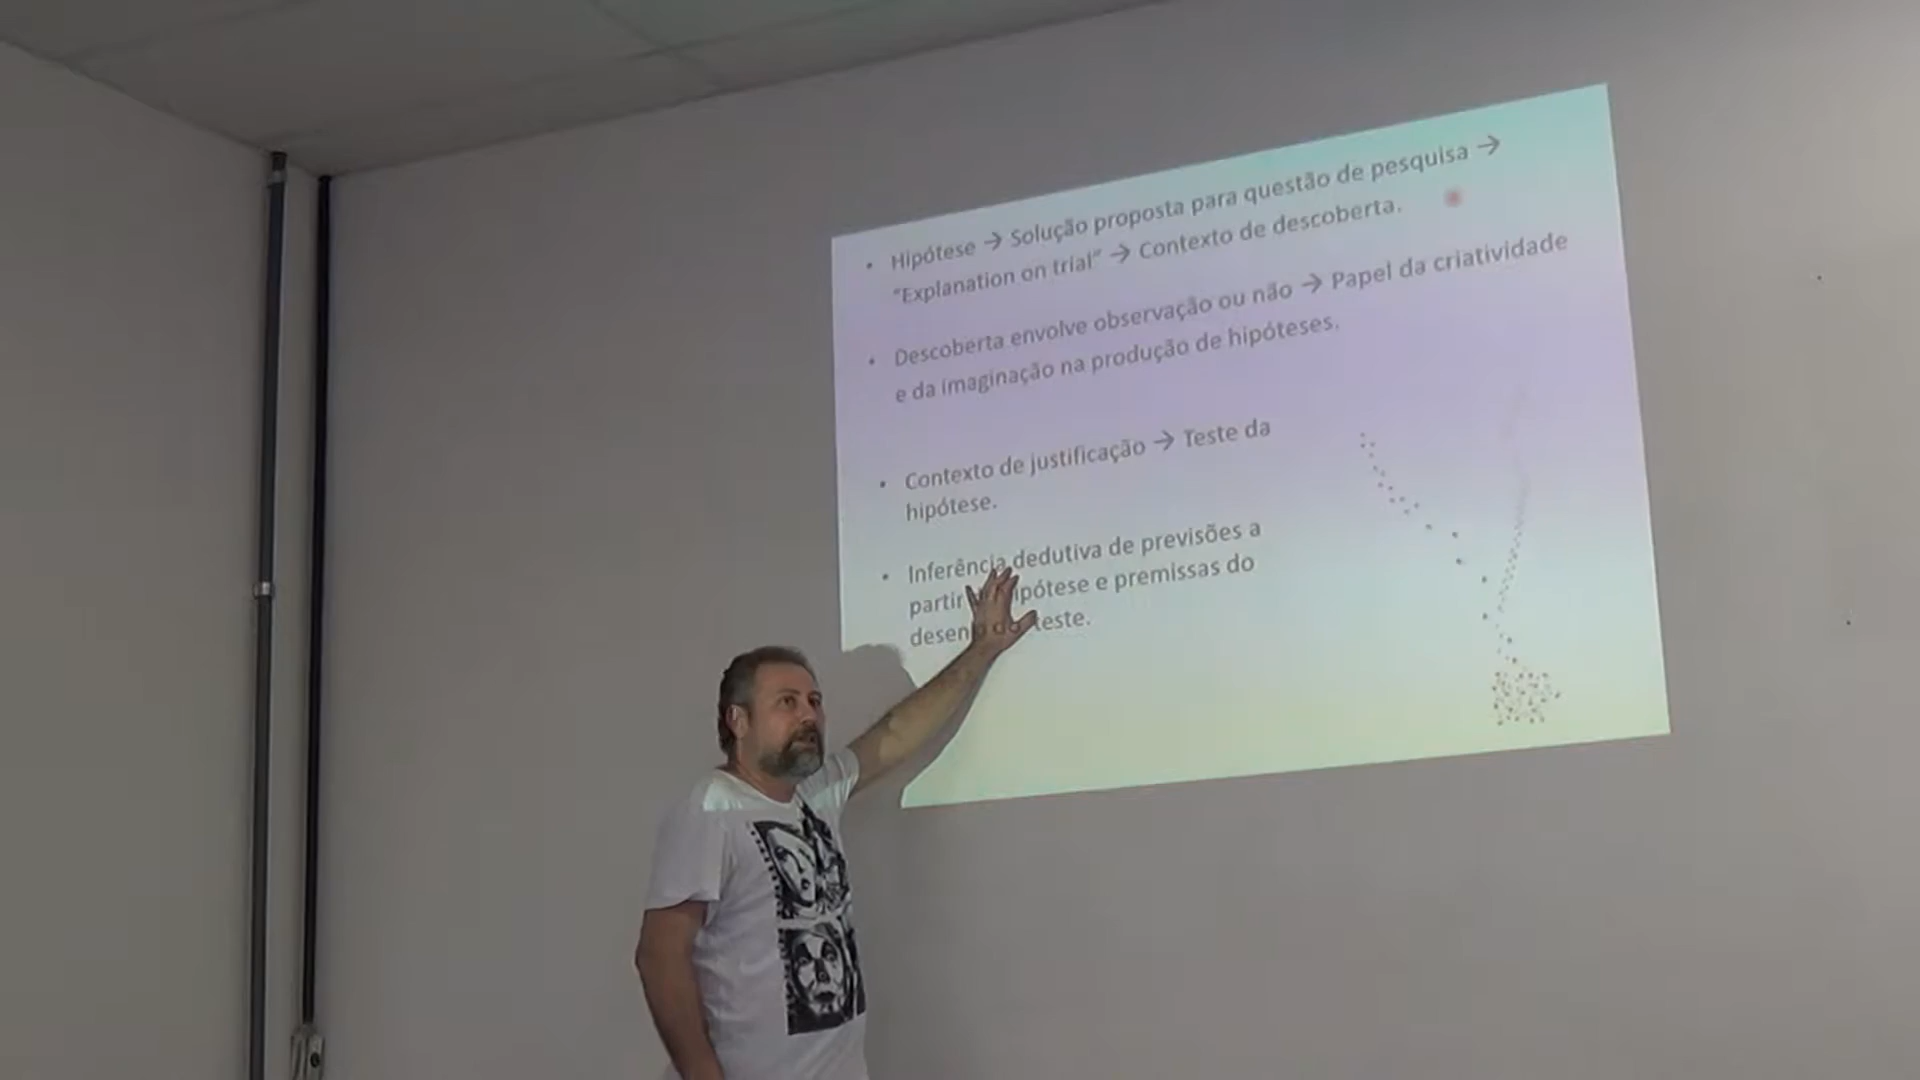 • Hipótese → Solução proposta para questão de pesquisa →
"Explanation on trial" → Contexto de descoberta.
• Descoberta envolve observação ou não → Papel da criatividade
e da imaginação na produção de hipóteses.
• Contexto de justificação → Teste da
hipótese.
• Inferência dedutiva de previsões a
partir hipótese e premissas do
desenho do teste.